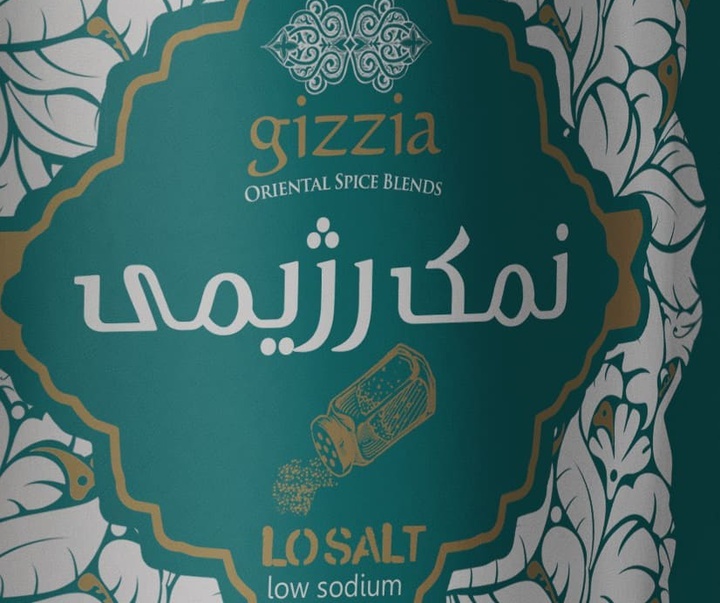 gizzia
ORIENTAL SPICE BLENDS
نمک رژیمی
LO SALT
low sodium